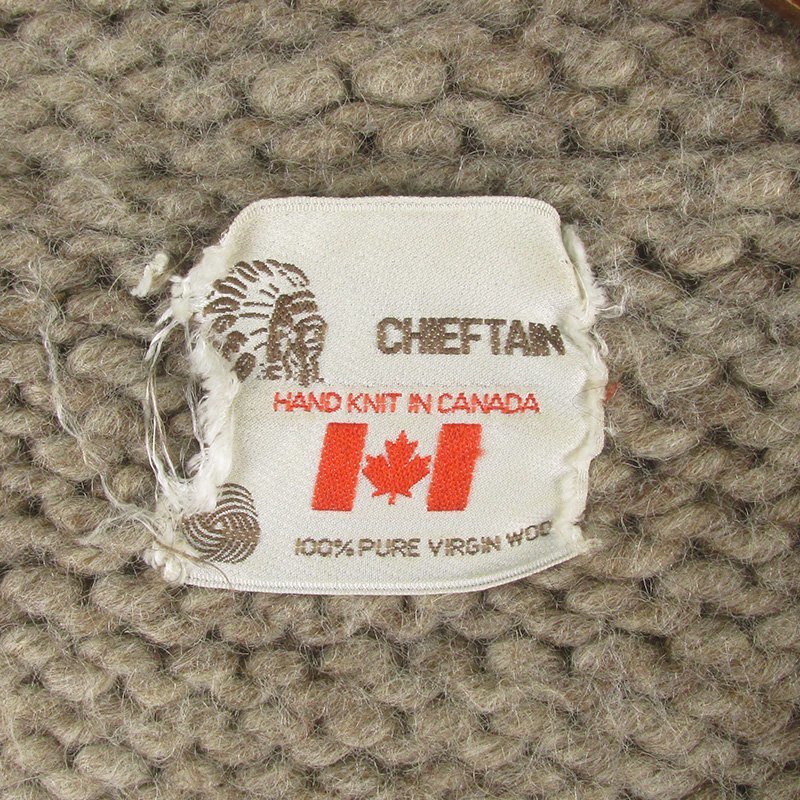 CHIEFTAIN
HAND KNIT IN CANADA
100% PURE VIRGIN WOO